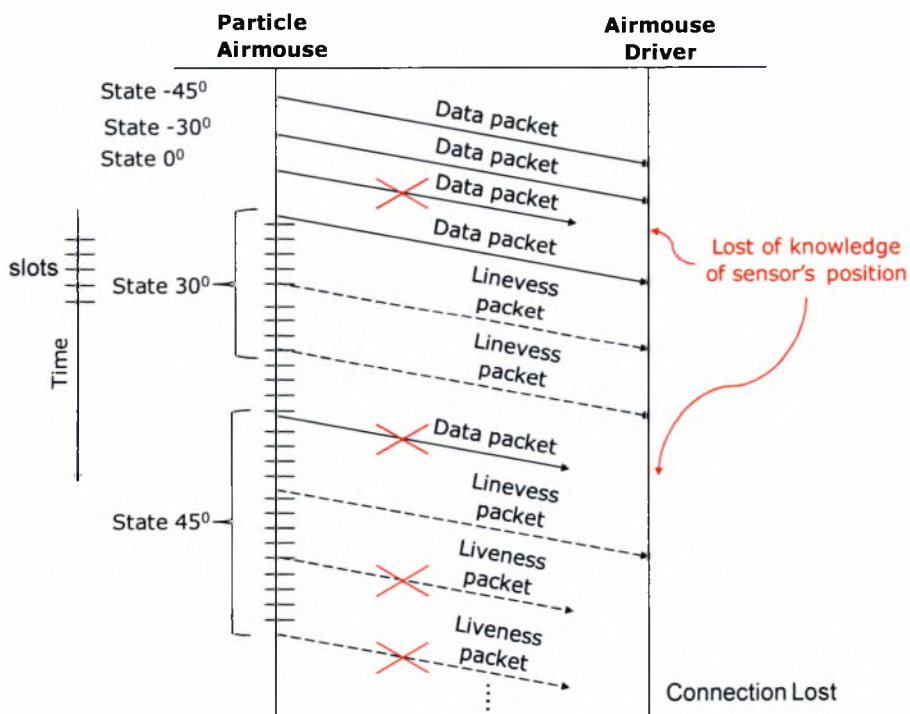 Particle
Airmouse
Airmouse
Driver
State -45⁰
State -30⁰
State 0⁰
Data packet
Data packet
Data packet
Data packet
slots
State 30⁰
Time
Lost of knowledge
of sensor's position
Linevess
packet
Linevess
packet
Data packet
State 45⁰
Linevess
packet
Liveness
packet
Liveness
packet
Connection Lost